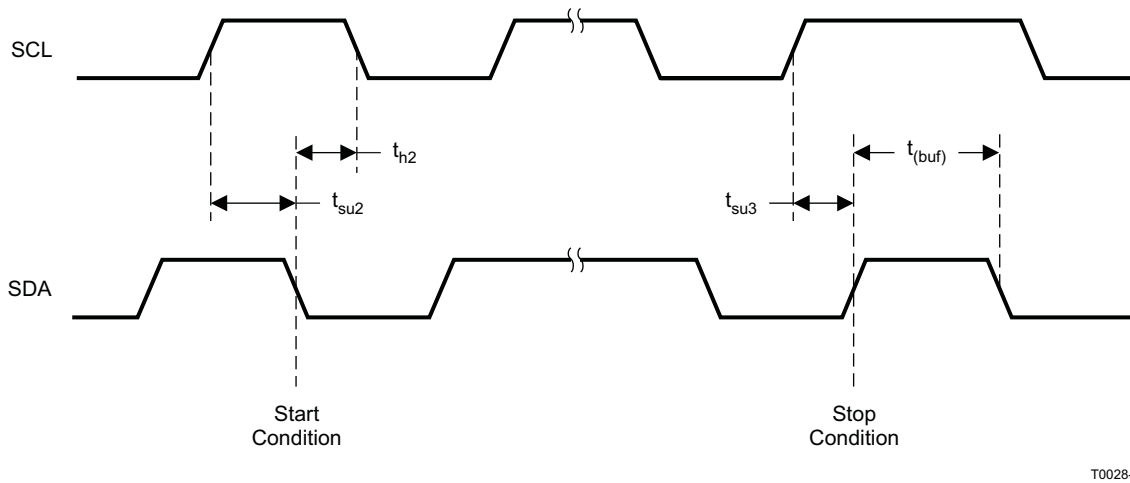 SCL
t_h2
t_(buf)
t_su2
t_su3
SDA
Start
Condition
Stop
Condition
T0028-